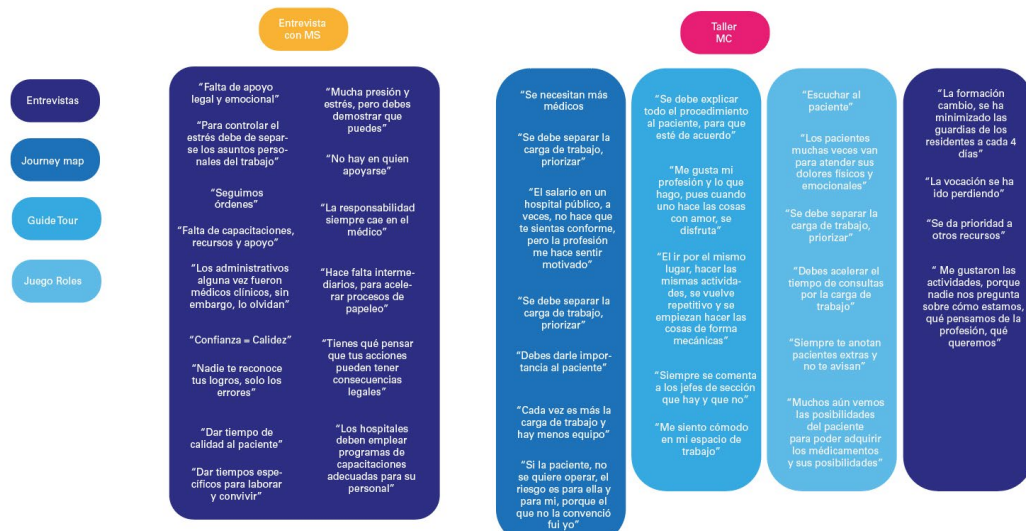 Entrevista
con MS
Taller
MC
Entrevistas
Journey map
Guide Tour
Juego Roles
“Falta de apoyo
legal y emocional”
“Para controlar el
estrés debe de separ-
se los asuntos perso-
nales del trabajo”
“Seguimos
órdenes”
“Falta de capacitaciones,
recursos y apoyo”
“Los administrativos
alguna vez fueron
médicos clínicos, sin
embargo, lo olvidan”
“Confianza = Calidez”
“Nadie te reconoce
tus logros, solo los
errores”
“Dar tiempo de
calidad al paciente”
“Dar tiempos espe-
cíficos para laborar
y convivir”
“Mucha presión y
estrés, pero debes
demostrar que
puedes”
“No hay en quien
apoyarse”
“La responsabilidad
siempre cae en el
médico”
“Hace falta interme-
diarios, para acele-
rar procesos de
papeleo”
“Tienes qué pensar
que tus acciones
pueden tener
consecuencias
legales”
“Los hospitales
deben emplear
programas de
capacitaciones
adecuadas para su
personal”
“Se necesitan más
médicos
“Se debe separar la
carga de trabajo,
priorizar”
“El salario en un
hospital público, a
veces, no hace que
te sientas conforme,
pero la profesión
me hace sentir
motivado”
“Se debe separar la
carga de trabajo,
priorizar”
“Debes darle impor-
tancia al paciente”
“Cada vez es más la
carga de trabajo y
hay menos equipo”
“Si la paciente, no
se quiere operar, el
riesgo es para ella y
para mi, porque el
que no la convenció
fui yo”
“Se debe explicar
todo el procedimiento
al paciente, para que
esté de acuerdo”
“Me gusta mi
profesión y lo que
hago, pues cuando
uno hace las cosas
con amor, se
disfruta”
“El ir por el mismo
lugar, hacer las
mismas activida-
des, se vuelve
repetitivo y se
empiezan hacer las
cosas de forma
mecánicas”
“Siempre se comenta
a los jefes de sección
que hay y que no”
“Me siento cómodo
en mi espacio de
trabajo”
“Escuchar al
paciente”
“Los pacientes
muchas veces van
para atender sus
dolores físicos y
emocionales”
“Se debe separar la
carga de trabajo,
priorizar”
“Debes acelerar el
tiempo de consultas
por la carga de
trabajo”
“Siempre te anotan
pacientes extras y
no te avisan”
“Muchos aún vemos
las posibilidades
del paciente
para poder adquirir
los médicamentos
y sus posibilidades”
“La formación
cambio, se ha
minimizado las
guardias de los
residentes a cada 4
días”
“La vocación se ha
ido perdiendo”
“Se da prioridad a
otros recursos”
“ Me gustaron las
actividades, porque
nadie nos pregunta
sobre cómo estamos,
qué pensamos de la
profesión, qué
queremos”